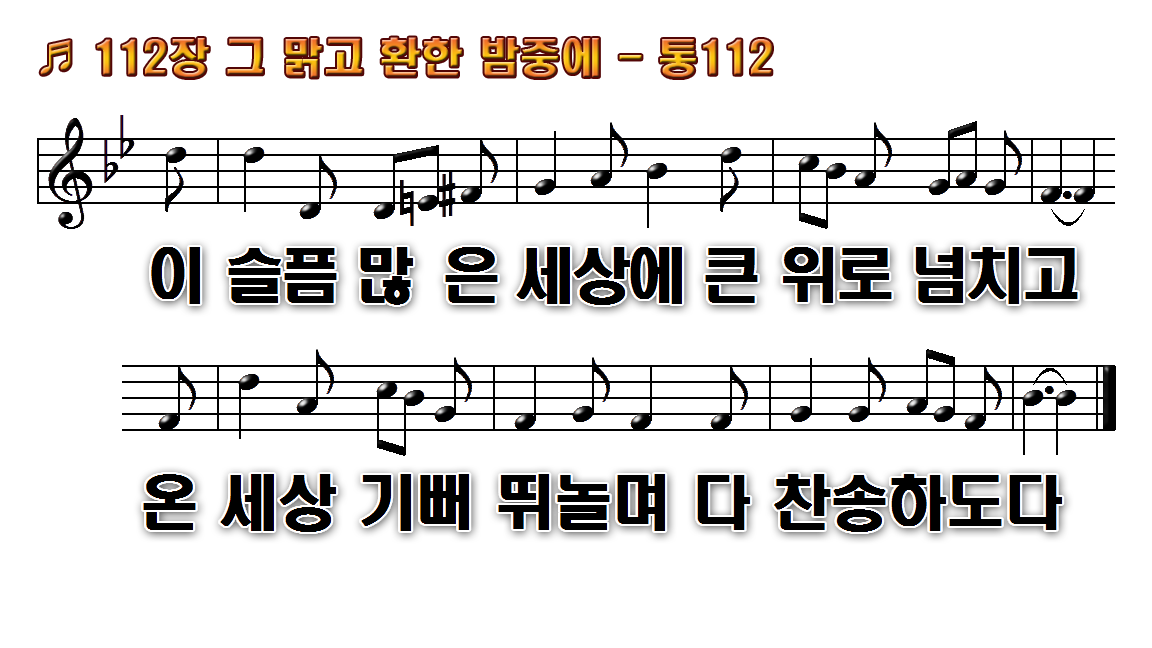 ♬ 112장 그 맑고 환한 밤중에 - 통112
이 슬픔 많 은 세상에 큰 위로 넘치고
온 세상 기뻐 뛰놀며 다 찬송하도다